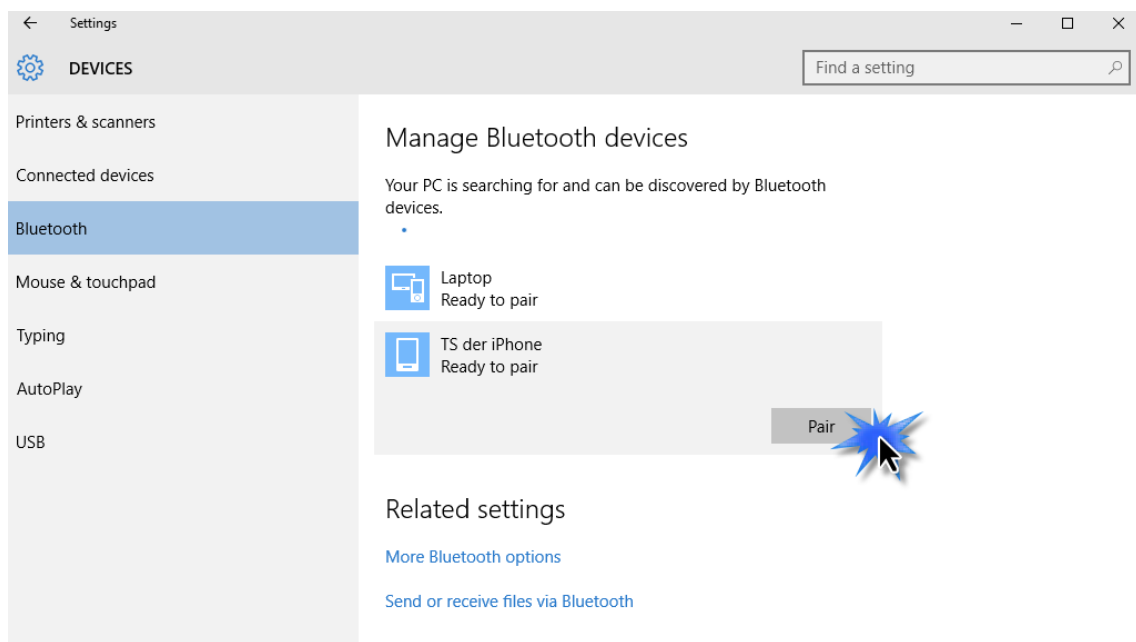 Settings
DEVICES
Find a setting
Printers & scanners
Connected devices
Bluetooth
Mouse & touchpad
Typing
AutoPlay
USB
Manage Bluetooth devices
Your PC is searching for and can be discovered by Bluetooth
devices.
Laptop
Ready to pair
TS der iPhone
Ready to pair
Pair
Related settings
More Bluetooth options
Send or receive files via Bluetooth